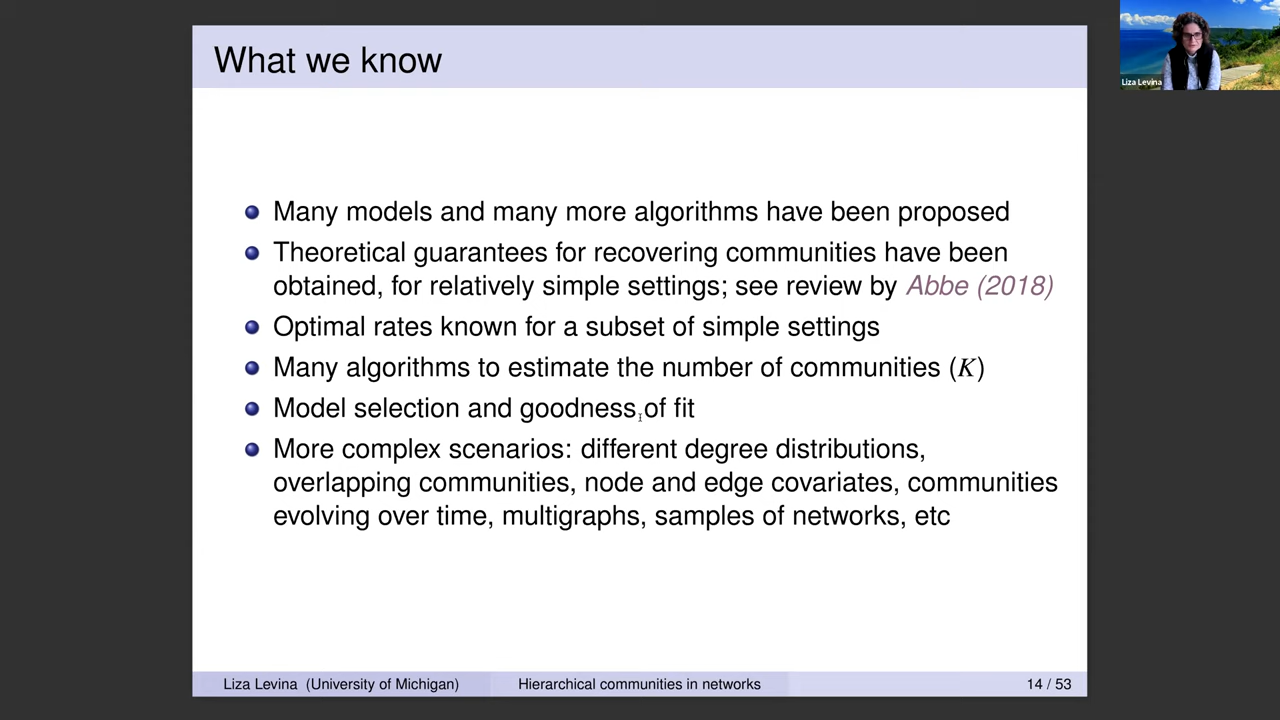 What we know
Liza Levina
Many models and many more algorithms have been proposed
Theoretical guarantees for recovering communities have been
obtained, for relatively simple settings; see review by Abbe (2018)
Optimal rates known for a subset of simple settings
Many algorithms to estimate the number of communities (K)
Model selection and goodness of fit
More complex scenarios: different degree distributions,
overlapping communities, node and edge covariates, communities
evolving over time, multigraphs, samples of networks, etc
Liza Levina (University of Michigan) Hierarchical communities in networks 14 / 53